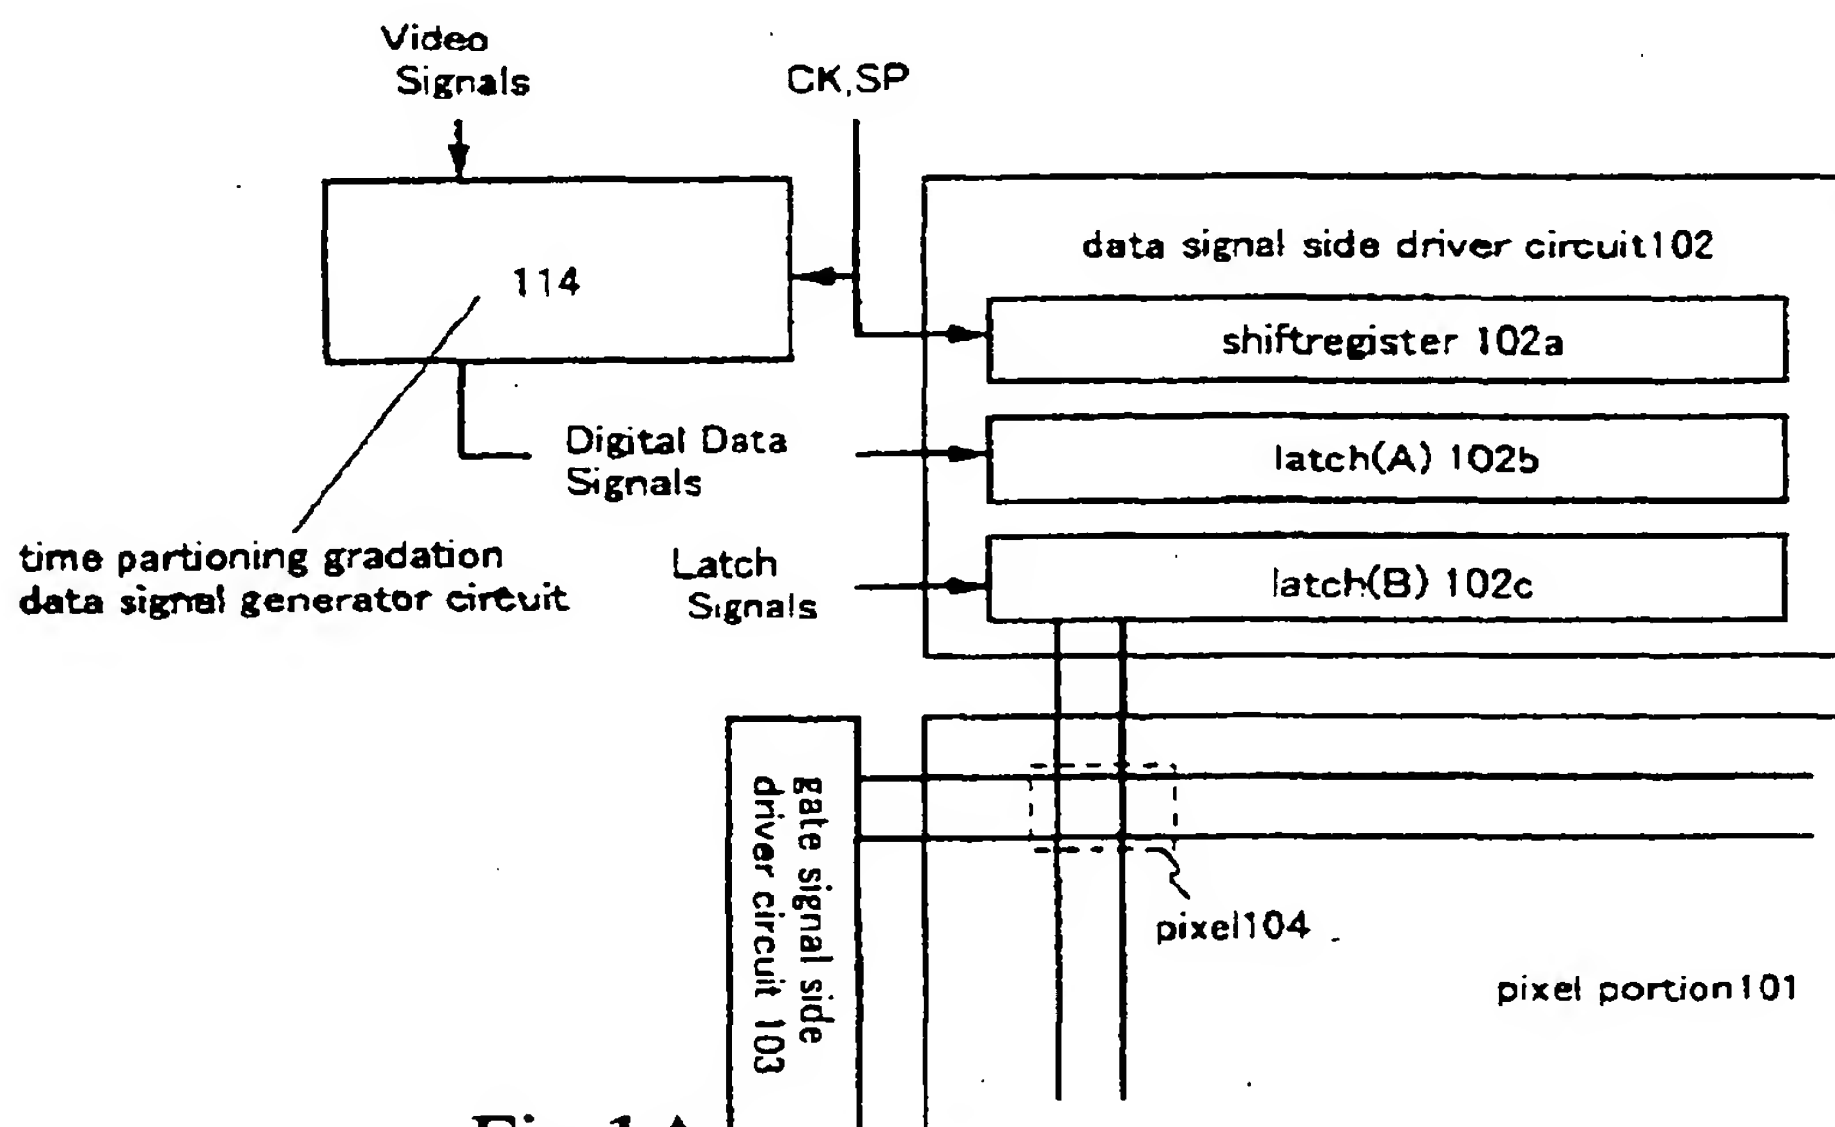 Video
Signals
CK,SP
114
data signal side driver circuit102
shiftregister 102a
Digital Data
Signals
latch(A) 102b
time partioning gradation
data signal generator circuit
Latch
Signals
latch(B) 102c
gate signal side
driver circuit 103
pixel104
pixel portion101